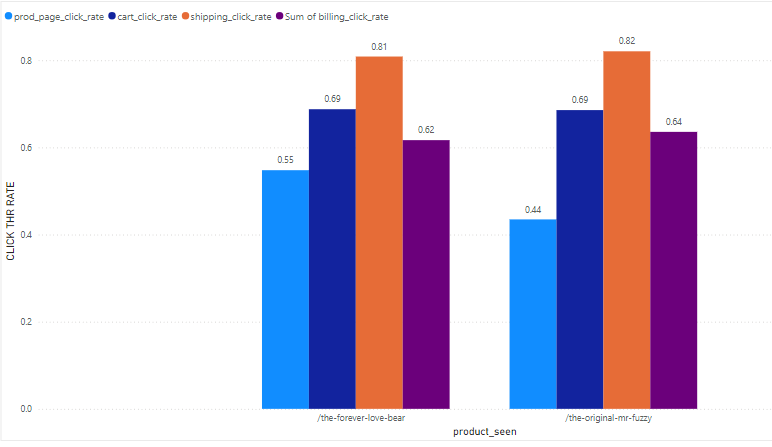 prod_page_click_rate cart_click_rate shipping_click_rate Sum of billing_click_rate
CLICK THR RATE
0.8
0.6
0.4
0.2
0.0
0.55
0.69
0.81
0.62
0.44
0.69
0.82
0.64
/the-forever-love-bear
/the-original-mr-fuzzy
product_seen